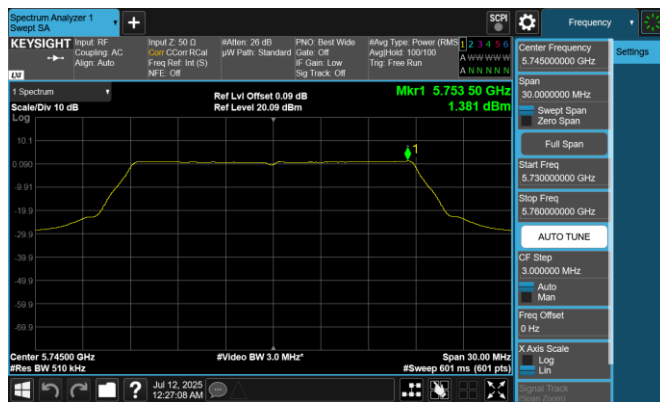 Spectrum Analyzer 1
Swept SA
SCPI
Frequency
KEYSIGHT
Input: RF
Coupling: AC
Align: Auto
Input Z: 50 Ω
Corr CCorr RCal
Freq Ref: Int (S)
NFE: Off
#Atten: 26 dB
µW Path: Standard
PNO: Best Wide
Gate: Off
IF Gain: Low
Sig Track: Off
#Avg Type: Power (RMS
Avg|Hold: 100/100
Trig: Free Run
1 2 3 4 5 6
A W W W W W
A N N N N N
LXI
1 Spectrum
Scale/Div 10 dB
Log
Ref Lvl Offset 0.09 dB
Ref Level 20.09 dBm
Mkr1 5.753 50 GHz
1.381 dBm
1
10.1
0.090
-9.91
-19.9
-29.9
-39.9
-49.9
-59.9
-69.9
Center 5.74500 GHz
#Res BW 510 kHz
#Video BW 3.0 MHz*
Span 30.00 MHz
#Sweep 601 ms (601 pts)
Center Frequency
5.745000000 GHz
Settings
Span
30.0000000 MHz
Swept Span
Zero Span
Full Span
Start Freq
5.730000000 GHz
Stop Freq
5.760000000 GHz
AUTO TUNE
CF Step
3.000000 MHz
Auto
Man
Freq Offset
0 Hz
X Axis Scale
Log
Lin
Signal Track
(Span Zoom)
?
Jul 12, 2025
12:27:08 AM